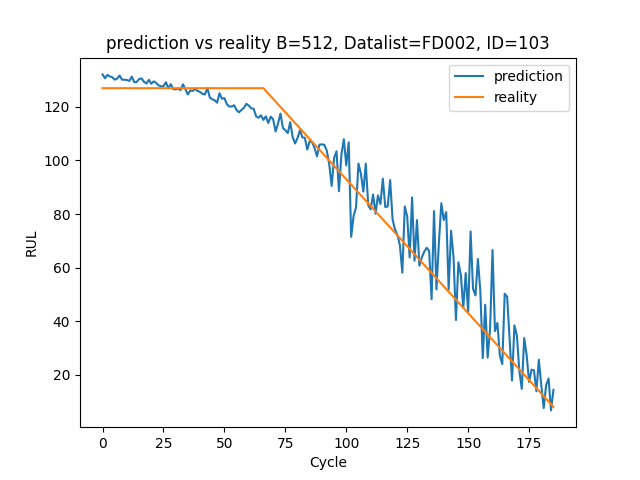 prediction vs reality B=512, Datalist=FD002, ID=103
prediction
reality
120
100
80
60
40
20
RUL
0 25 50 75 100 125 150 175
Cycle